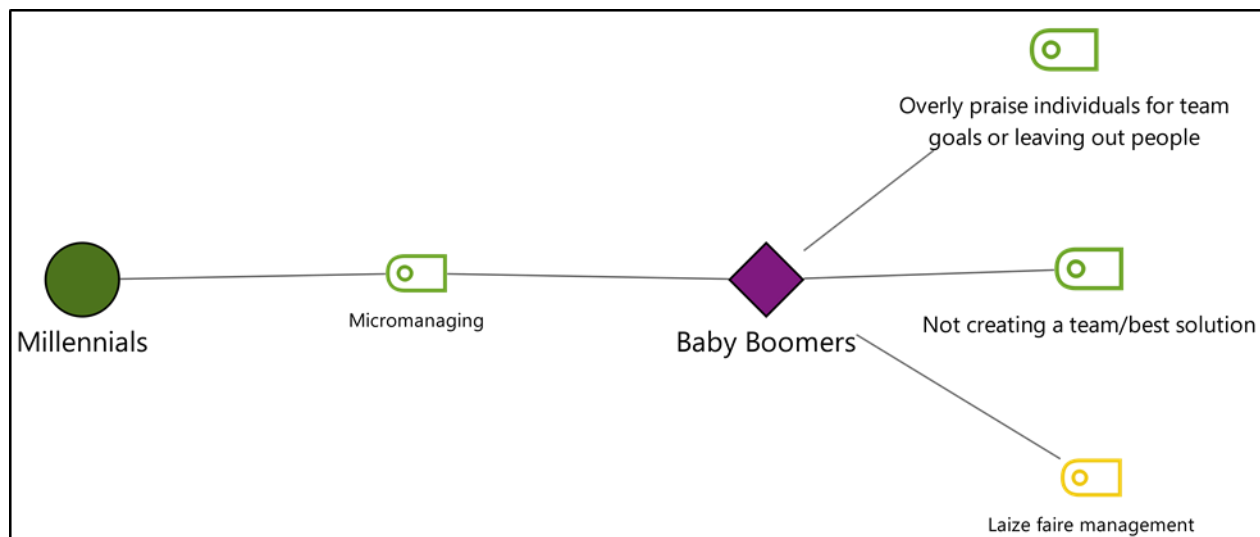 Overly praise individuals for team
goals or leaving out people
Millennials
Micromanaging
Baby Boomers
Not creating a team/best solution
Laize faire management